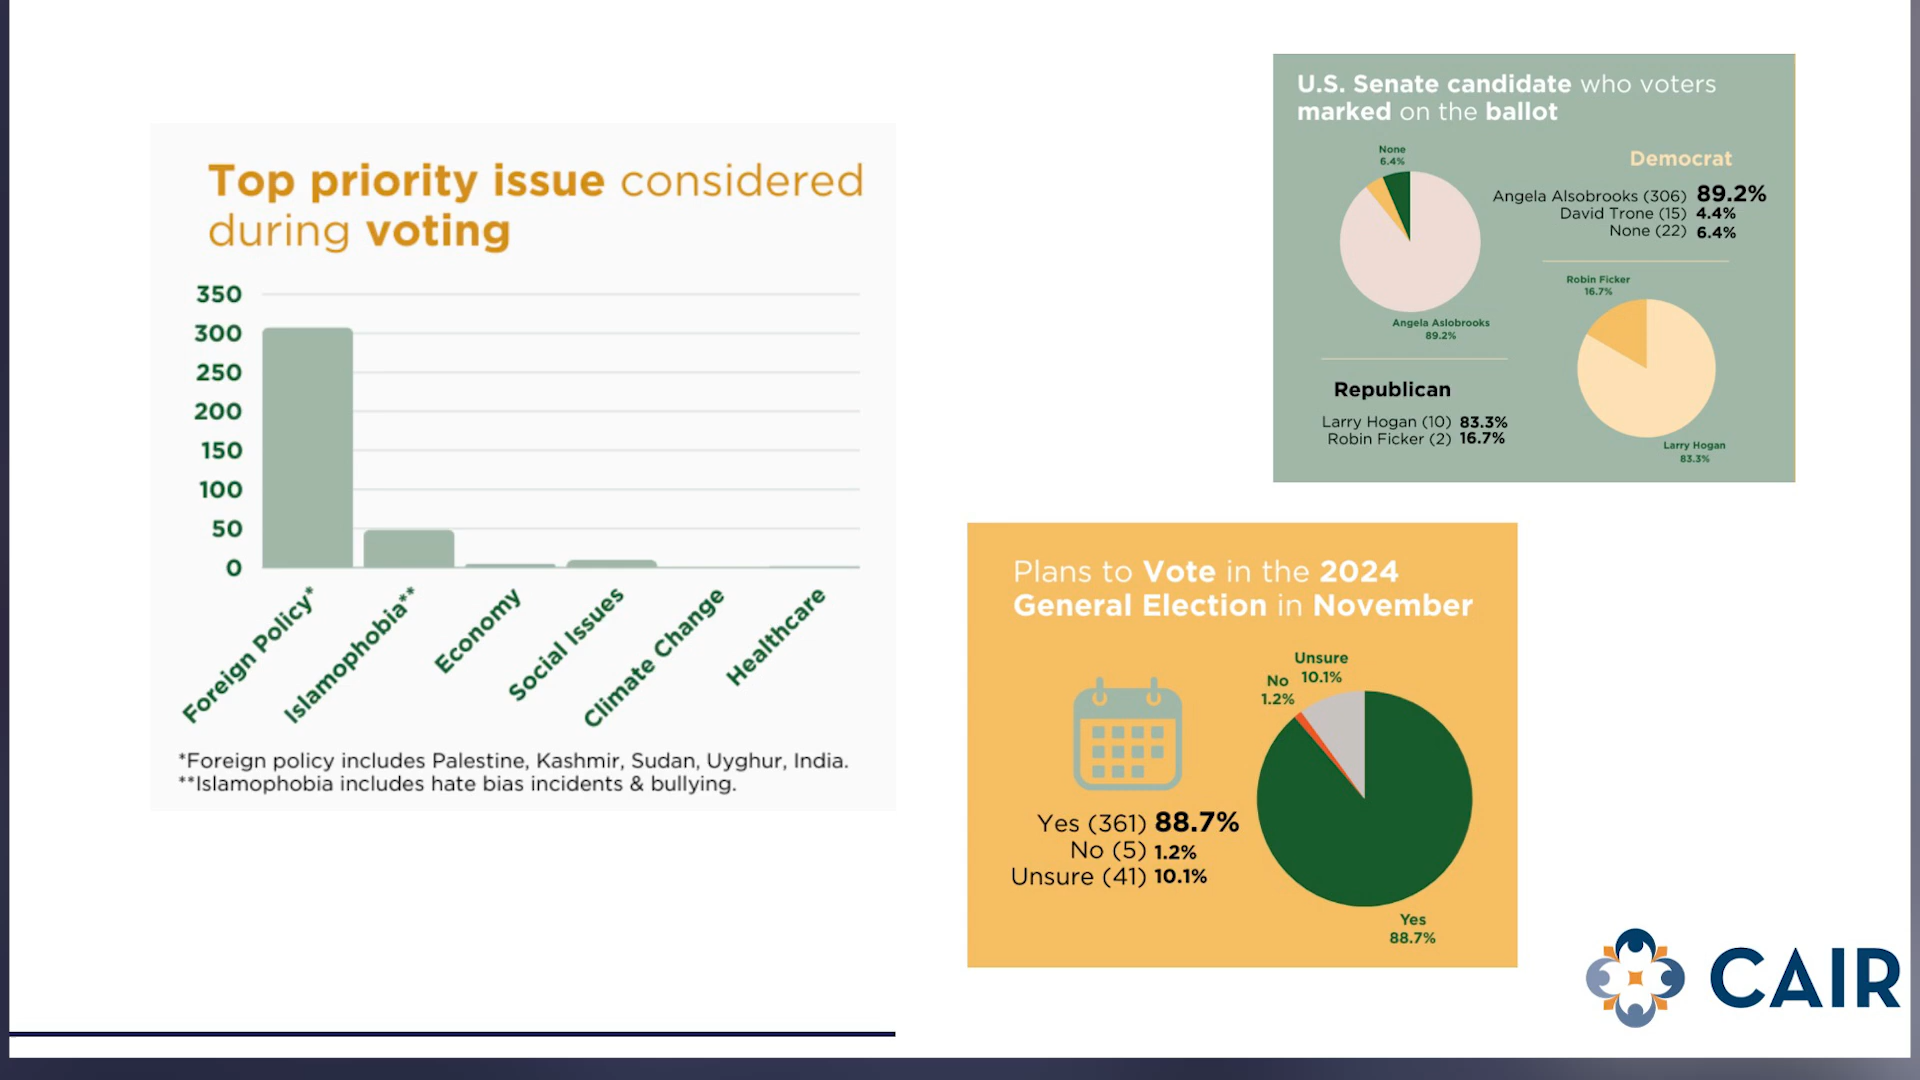 Top priority issue considered
during voting
350
300
250
200
150
100
50
0
Foreign Policy*
Islamophobia**
Economy
Social Issues
Climate Change
Healthcare
*Foreign policy includes Palestine, Kashmir, Sudan, Uyghur, India.
**Islamophobia includes hate bias incidents & bullying.
U.S. Senate candidate who voters
marked on the ballot
None
6.4%
Democrat
Angela Alsobrooks (306) 89.2%
David Trone (15) 4.4%
None (22) 6.4%
Angela Aslobrooks
89.2%
Robin Ficker
16.7%
Republican
Larry Hogan (10) 83.3%
Robin Ficker (2) 16.7%
Larry Hogan
83.3%
Plans to Vote in the 2024
General Election in November
Unsure
10.1%
No
1.2%
Yes (361) 88.7%
No (5) 1.2%
Unsure (41) 10.1%
Yes
88.7%
CAIR